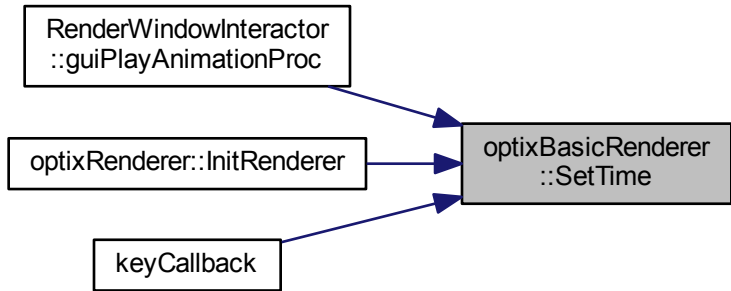 RenderWindowInteractor
::guiPlayAnimationProc
optixRenderer::InitRenderer
keyCallback
optixBasicRenderer
::SetTime